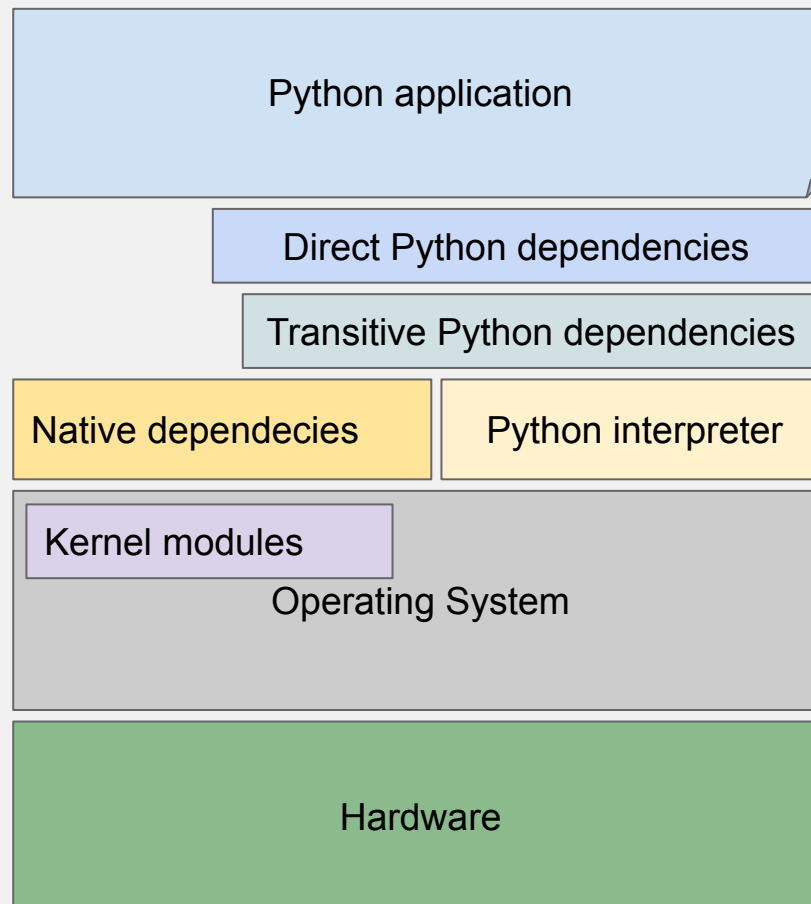 Python application
Direct Python dependencies
Transitive Python dependencies
Native dependecies
Python interpreter
Kernel modules
Operating System
Hardware